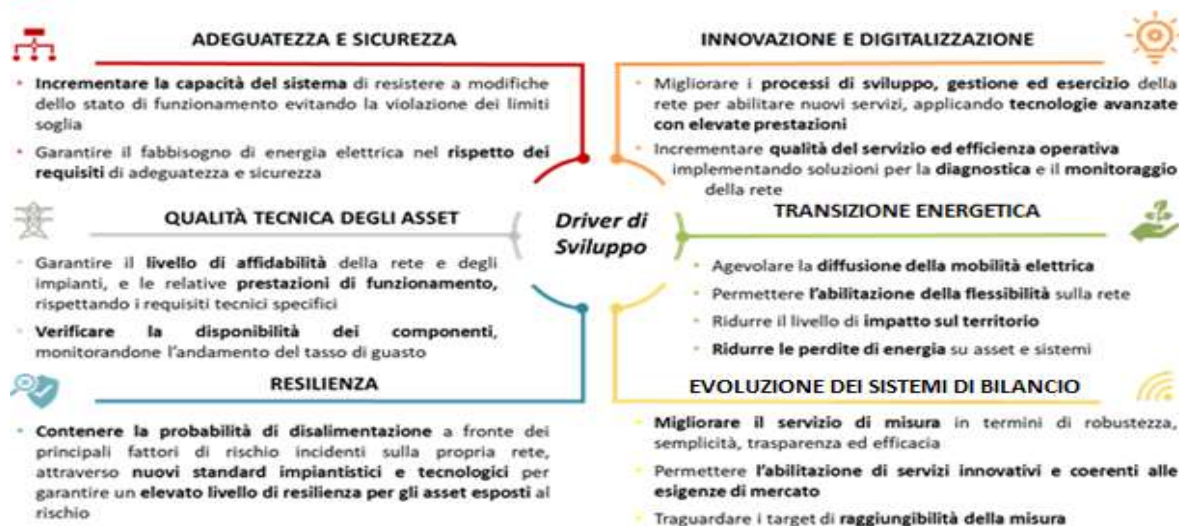 ADEGUATEZZA E SICUREZZA
Incrementare la capacità del sistema di resistere a modifiche
dello stato di funzionamento evitando la violazione dei limiti
soglia
Garantire il fabbisogno di energia elettrica nel rispetto dei
requisiti di adeguatezza e sicurezza
QUALITÀ TECNICA DEGLI ASSET
Garantire il livello di affidabilità della rete e degli
impianti, e le relative prestazioni di funzionamento,
rispettando i requisiti tecnici specifici
Verificare la disponibilità dei componenti,
monitorandone l'andamento del tasso di guasto
RESILIENZA
Contenere la probabilità di disalimentazione a fronte dei
principali fattori di rischio incidenti sulla propria rete,
attraverso nuovi standard impiantistici e tecnologici per
garantire un elevato livello di resilienza per gli asset esposti al
rischio
Driver di
Sviluppo
INNOVAZIONE E DIGITALIZZAZIONE
Migliorare i processi di sviluppo, gestione ed esercizio della
rete per abilitare nuovi servizi, applicando tecnologie avanzate
con elevate prestazioni
Incrementare qualità del servizio ed efficienza operativa
implementando soluzioni per la diagnostica e il monitoraggio
della rete
TRANSIZIONE ENERGETICA
Agevolare la diffusione della mobilità elettrica
Permettere l'abilitazione della flessibilità sulla rete
Ridurre il livello di impatto sul territorio
Ridurre le perdite di energia su asset e sistemi
EVOLUZIONE DEI SISTEMI DI BILANCIO
Migliorare il servizio di misura in termini di robustezza,
semplicità, trasparenza ed efficacia
Permettere l'abilitazione di servizi innovativi e coerenti alle
esigenze di mercato
Traguardare i target di raggiungibilità della misura